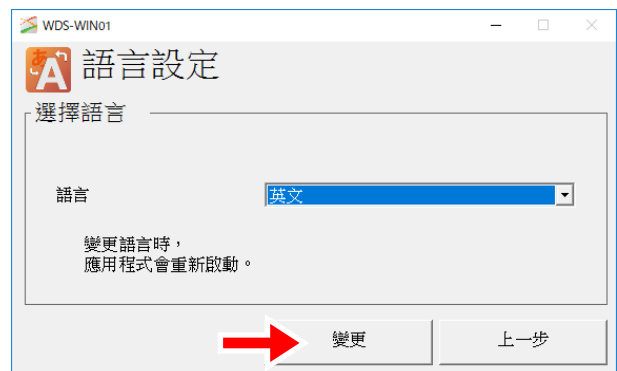 WDS-WIN01
語言設定
選擇語言
語言
英文
變更語言時，
應用程式會重新啟動。
變更
上一步